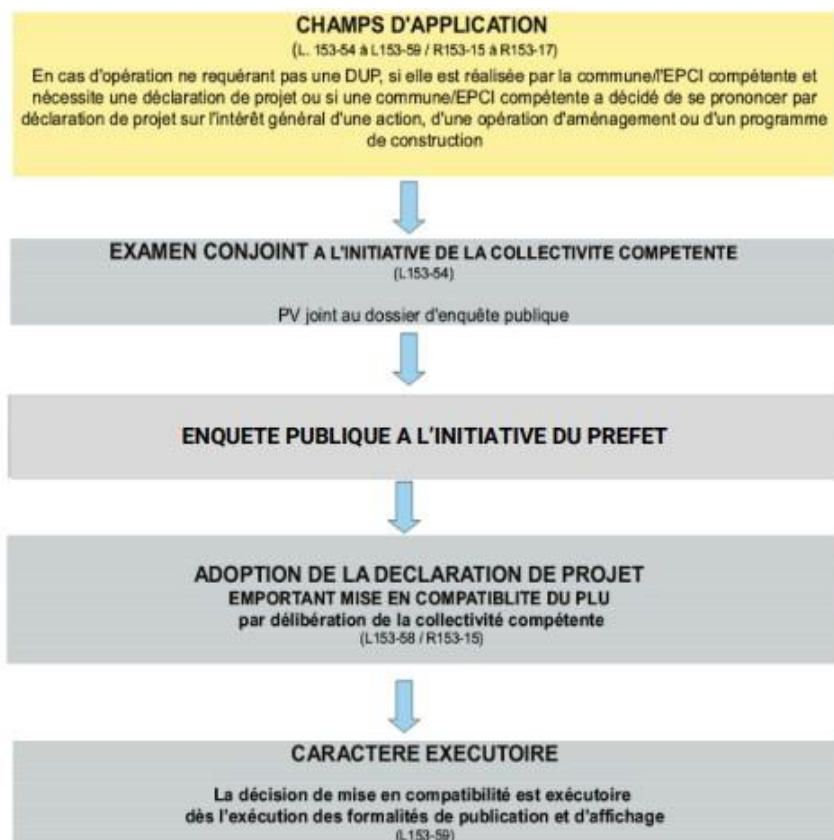 CHAMPS D'APPLICATION
(L. 153-54 à L153-59 / R153-15 à R153-17)
En cas d'opération ne requérant pas une DUP, si elle est réalisée par la commune/l'EPCI compétente et
nécessite une déclaration de projet ou si une commune/EPCI compétente a décidé de se prononcer par
déclaration de projet sur l'intérêt général d'une action, d'une opération d'aménagement ou d'un programme
de construction
EXAMEN CONJOINT A L'INITIATIVE DE LA COLLECTIVITE COMPETENTE
(L153-54)
PV joint au dossier d'enquête publique
ENQUETE PUBLIQUE A L'INITIATIVE DU PREFET
ADOPTION DE LA DECLARATION DE PROJET
EMPORTANT MISE EN COMPATIBLITE DU PLU
par délibération de la collectivité compétente
(L153-58 / R153-15)
CARACTERE EXECUTOIRE
La décision de mise en compatibilité est exécutoire
dès l'exécution des formalités de publication et d'affichage
(L153-59)